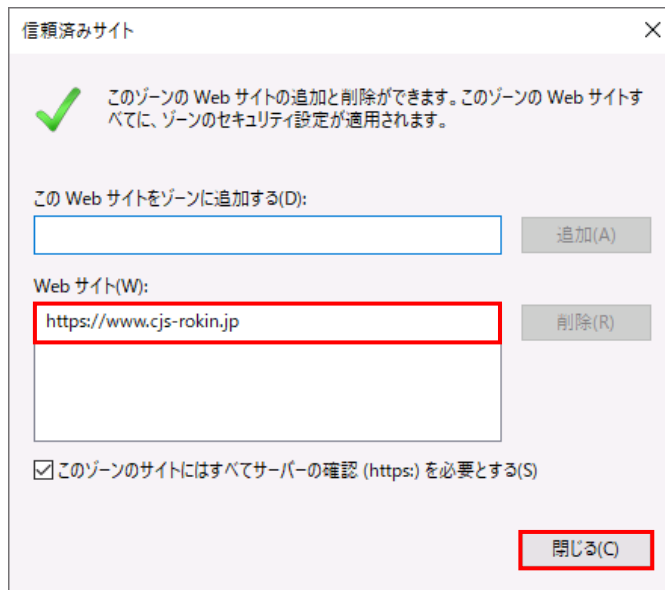 信頼済みサイト
このゾーンの Web サイトの追加と削除ができます。このゾーンの Web サイトす
べてに、ゾーンのセキュリティ設定が適用されます。
この Web サイトをゾーンに追加する(D):
追加(A)
Web サイト(W):
https://www.cjs-rokin.jp
削除(R)
このゾーンのサイトにはすべてサーバーの確認 (https:) を必要とする(S)
閉じる(C)